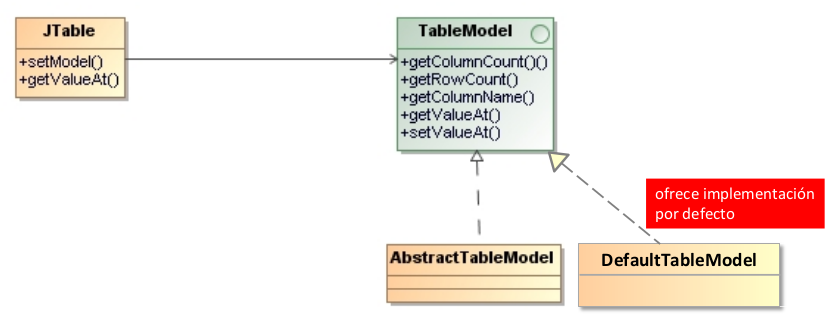 JTable
+setModel()
+getValueAt()
TableModel
+getColumnCount()()
+getRowCount()
+getColumnName()
+getValueAt()
+setValueAt()
ofrece implementación
por defecto
AbstractTableModel
DefaultTableModel